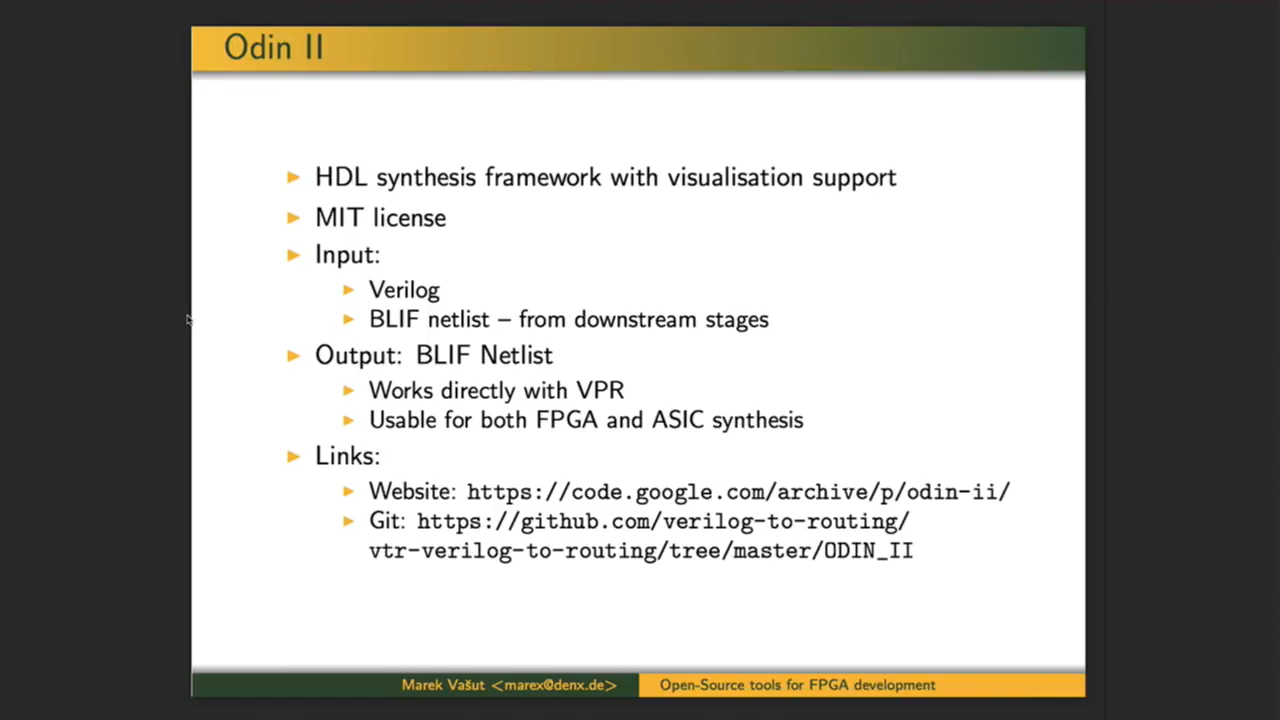 Odin II
HDL synthesis framework with visualisation support
MIT license
Input:
Verilog
BLIF netlist – from downstream stages
Output: BLIF Netlist
Works directly with VPR
Usable for both FPGA and ASIC synthesis
Links:
Website: https://code.google.com/archive/p/odin-ii/
Git: https://github.com/verilog-to-routing/
vtr-verilog-to-routing/tree/master/ODIN_II
Marek Vašut <marex@denx.de>
Open-Source tools for FPGA development